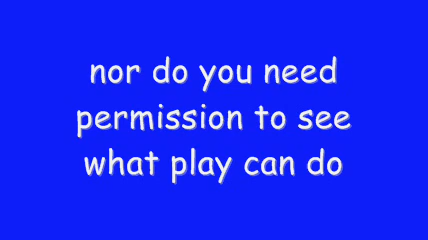 nor do you need
permission to see
what play can do